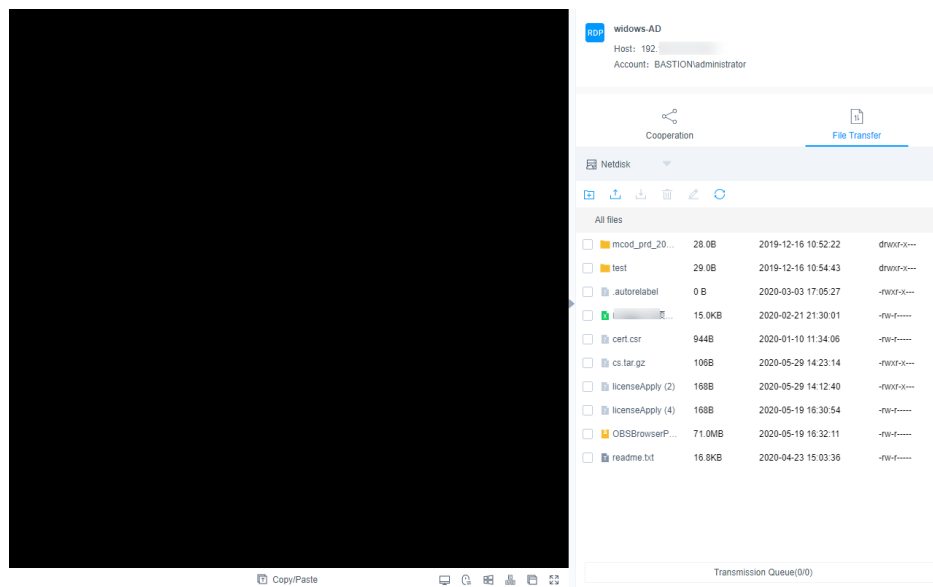 RDP
widows-AD
Host: 192.
Account: BASTION\administrator
Cooperation
File Transfer
Netdisk
All files
mcod_prd_20... 28.0B 2019-12-16 10:52:22 drwxr-x---
test 29.0B 2019-12-16 10:54:43 drwxr-x---
.autorelabel 0 B 2020-03-03 17:05:27 -rwxr-x---
15.0KB 2020-02-21 21:30:01 -rw-r-----
cert.csr 944B 2020-01-10 11:34:06 -rw-r-----
cs.tar.gz 106B 2020-05-29 14:23:14 -rwxr-x---
licenseApply (2) 168B 2020-05-29 14:12:40 -rwxr-x---
licenseApply (4) 168B 2020-05-19 16:30:54 -rw-r-----
OBSBrowserP... 71.0MB 2020-05-19 16:32:11 -rw-r-----
readme.txt 16.8KB 2020-04-23 15:03:36 -rw-r-----
Transmission Queue(0/0)
Copy/Paste